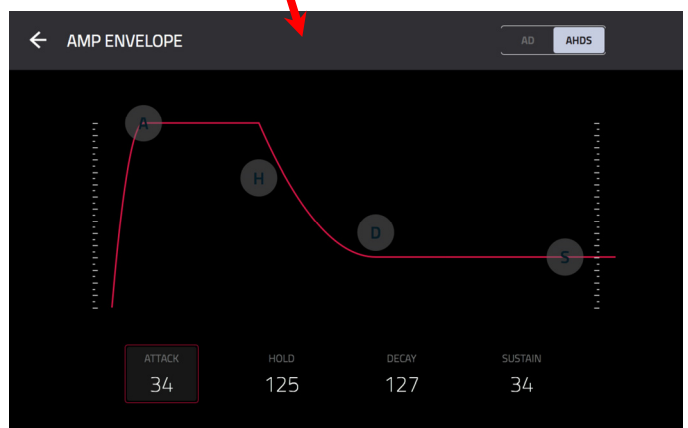 AMP ENVELOPE AD AHDS
A
H
D
S
ATTACK HOLD DECAY SUSTAIN
34 125 127 34